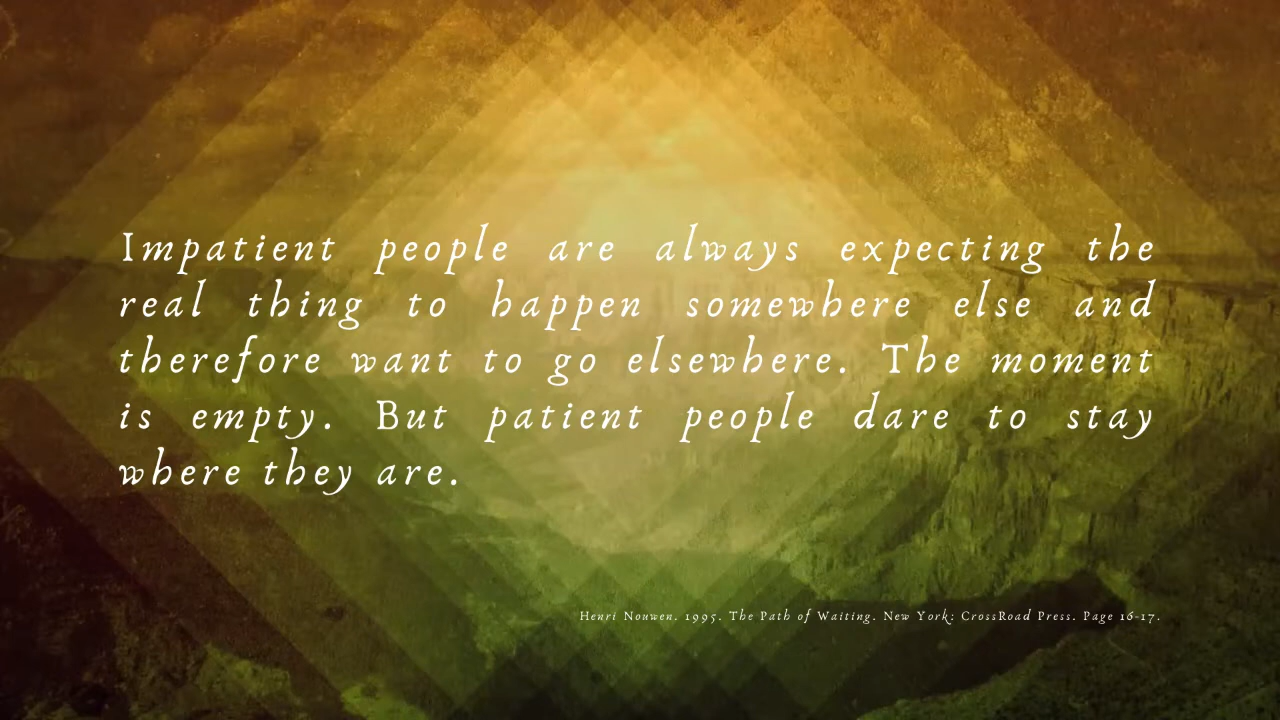 Impatient people are always expecting the
real thing to happen somewhere else and
therefore want to go elsewhere. The moment
is empty. But patient people dare to stay
where they are.
Henri Nouwen. 1995. The Path of Waiting. New York: CrossRoad Press. Page 16-17.